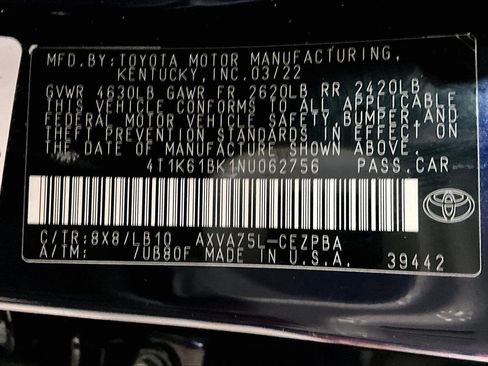 MFD.BY:TOYOTA MOTOR MANUFACTURING,
KENTUCKY,INC.03/22
GVWR 4630LB GAWR FR 2620LB RR 2420LB
THIS VEHICLE CONFORMS TO ALL APPLICABLE
FEDERAL MOTOR VEHICLE SAFETY,BUMPER,AND
THEFT PREVENTION STANDARDS IN EFFECT ON
THE DATE OF MANUFACTURE SHOWN ABOVE.
4T1K61BK1NU062756 PASS.CAR
C/TR:8X8/LB10 AXVA75L-CEZPBA
A/TM: /UB80F MADE IN U.S.A. 39442